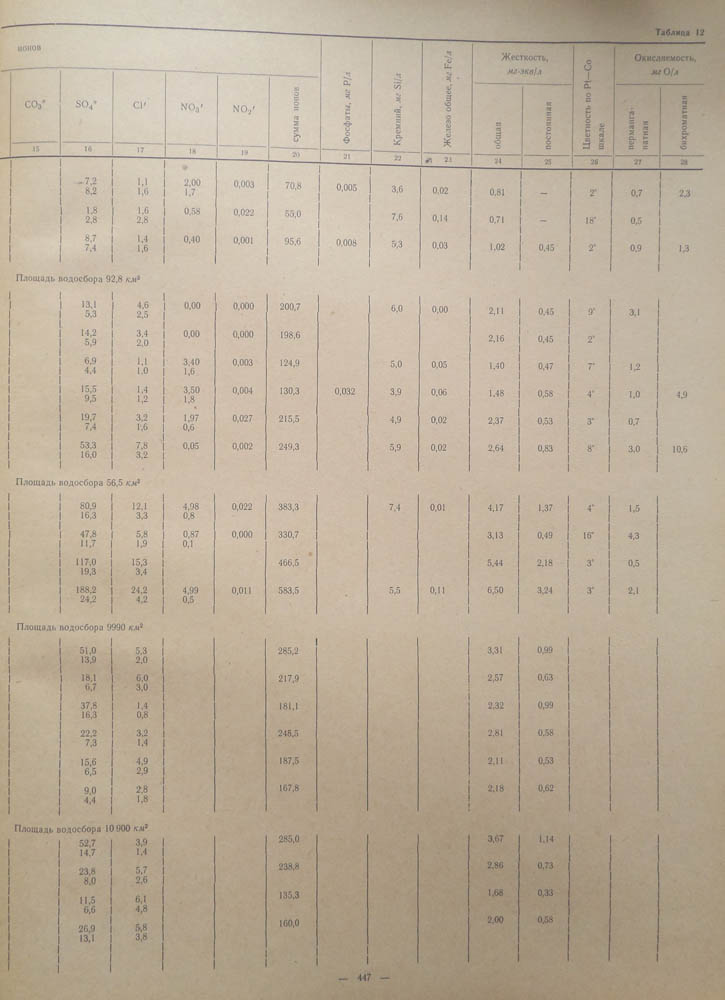 Таблица 12
ионов
Фосфаты, мг P/л
Кремний, мг Si/л
Железо общее, мг Fe/л
Жесткость, мг-экв/л
Цветность по Pt—Co шкале
Окисляемость, мг O/л
CO₃″ SO₄″ Cl′ NO₃′ NO₂′ сумма ионов общая постоянная перманганатная бихроматная
15 16 17 18 19 20 21 22 23 24 25 26 27 28
7,2 1,1 2,00 0,003 70,8 0,005 3,6 0,02 0,81 — 2° 0,7 2,3
8,2 1,6 1,7
1,8 1,6 0,58 0,022 55,0 7,6 0,14 0,71 — 18° 0,5
2,8 2,8
8,7 1,4 0,40 0,001 95,6 0,008 5,3 0,03 1,02 0,45 2° 0,9 1,3
7,4 1,6
Площадь водосбора 92,8 км²
13,1 4,6 0,00 0,000 200,7 6,0 0,00 2,11 0,45 9° 3,1
5,3 2,5
14,2 3,4 0,00 0,000 198,6 2,16 0,45 2°
5,9 2,0
6,9 1,1 3,40 0,003 124,9 5,0 0,05 1,40 0,47 7° 1,2
4,4 1,0 1,6
15,5 1,4 3,50 0,004 130,3 0,032 3,9 0,06 1,48 0,58 4° 1,0 4,9
9,5 1,2 1,8
19,7 3,2 1,97 0,027 215,5 4,9 0,02 2,37 0,53 3° 0,7
7,4 1,6 0,6
53,3 7,8 0,05 0,002 249,3 5,9 0,02 2,64 0,83 8° 3,0 10,6
16,0 3,2
Площадь водосбора 56,5 км²
80,9 12,1 4,98 0,022 383,3 7,4 0,01 4,17 1,37 4° 1,5
16,3 3,3 0,8
47,8 5,8 0,87 0,000 330,7 3,13 0,49 16° 4,3
11,7 1,9 0,1
117,0 15,3 466,5 5,44 2,18 3° 0,5
19,3 3,4
188,2 24,2 4,99 0,011 583,5 5,5 0,11 6,50 3,24 3° 2,1
24,2 4,2 0,5
Площадь водосбора 9990 км²
51,0 5,3 285,2 3,31 0,99
13,9 2,0
18,1 6,0 217,9 2,57 0,63
6,7 3,0
37,8 1,4 181,1 2,32 0,99
16,3 0,8
22,2 3,2 245,5 2,81 0,58
7,3 1,4
15,6 4,9 187,5 2,11 0,53
6,5 2,9
9,0 2,8 167,8 2,18 0,62
4,4 1,8
Площадь водосбора 10 900 км²
52,7 3,9 285,0 3,67 1,14
14,7 1,4
23,8 5,7 238,8 2,86 0,73
8,0 2,6
11,5 6,1 135,3 1,68 0,33
6,6 4,8
26,9 5,8 160,0 2,00 0,58
13,1 3,8
— 447 —